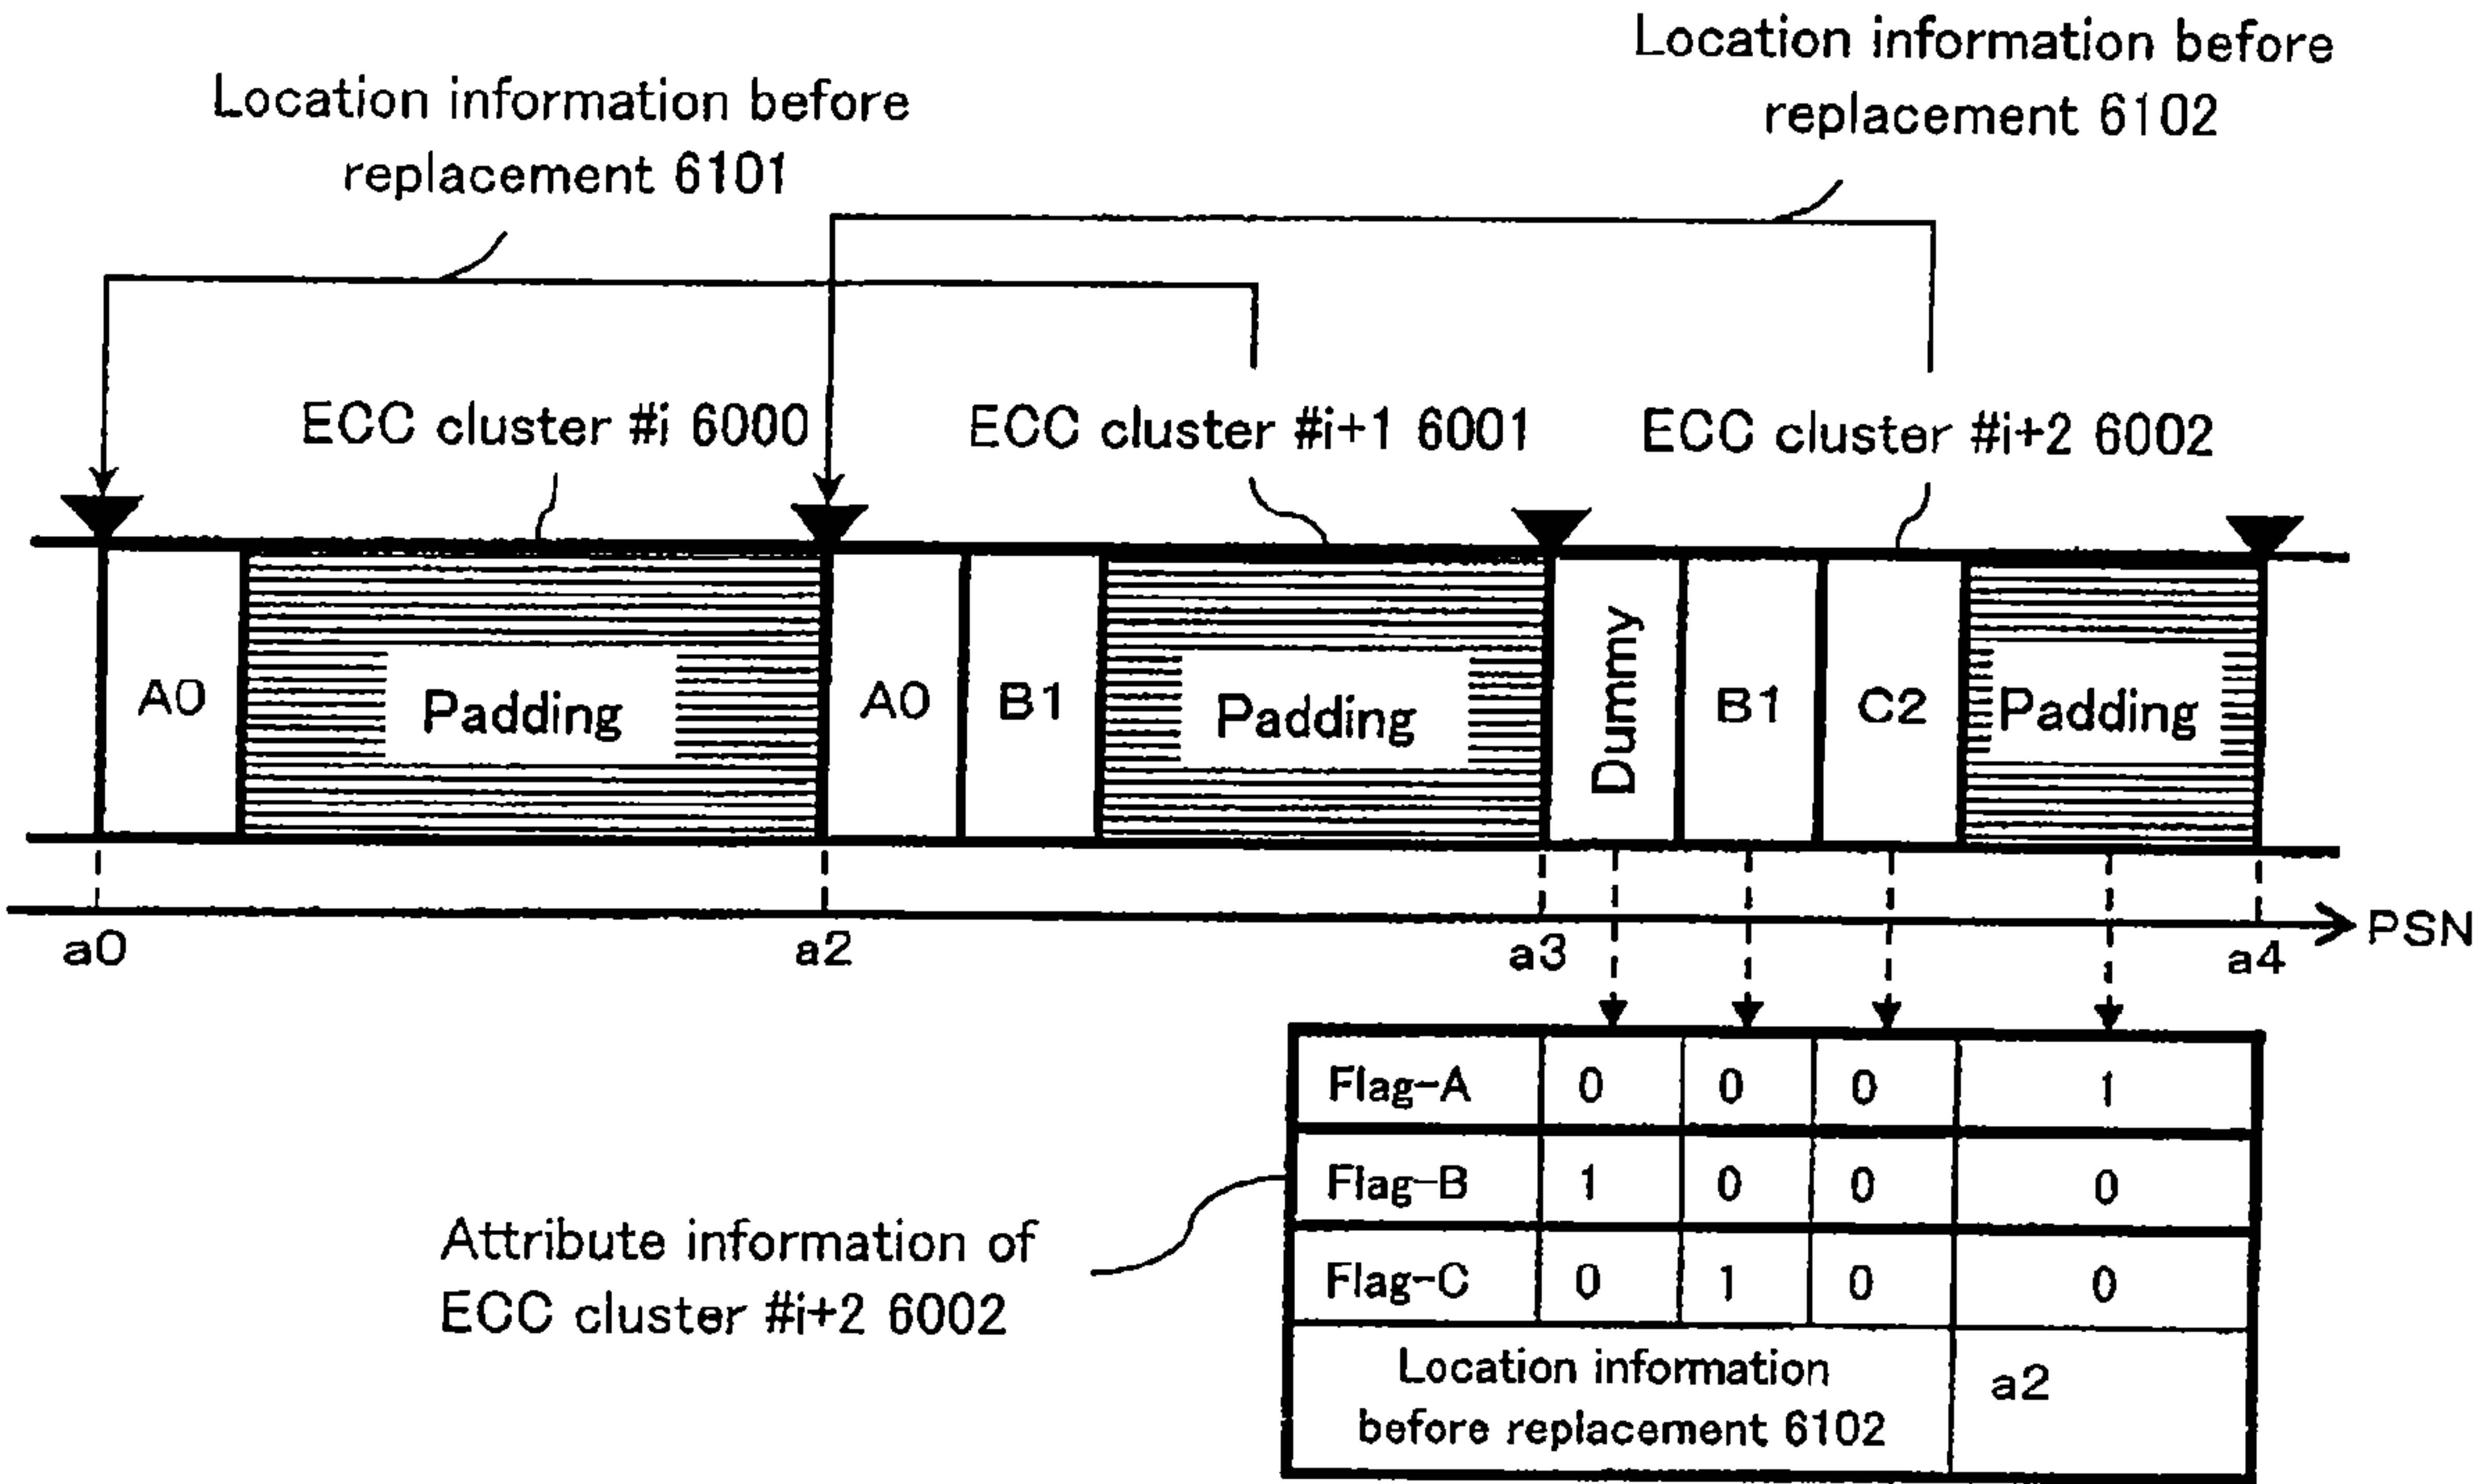 Location information before
replacement 6102
Location information before
replacement 6101
ECC cluster #i 6000
ECC cluster #i+1 6001
ECC cluster #i+2 6002
A0
Padding
A0
B1
Padding
Dummy
B1
C2
Padding
a0
a2
a3
a4
PSN
Flag-A 0 0 0 1
Flag-B 1 0 0 0
Flag-C 0 1 0 0
Location information
before replacement 6102
a2
Attribute information of
ECC cluster #i+2 6002